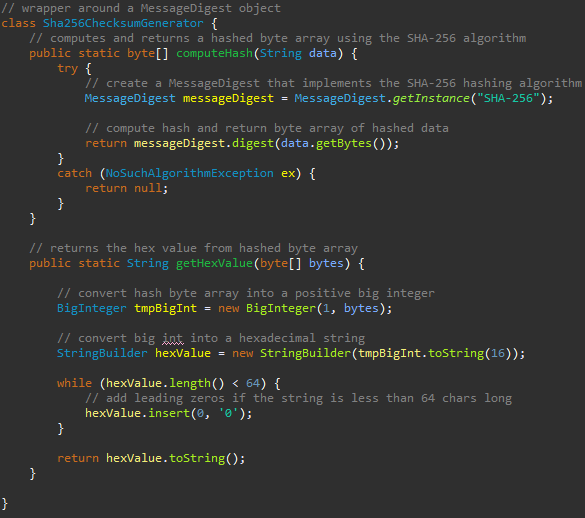 // wrapper around a MessageDigest object
class Sha256ChecksumGenerator {
// computes and returns a hashed byte array using the SHA-256 algorithm
public static byte[] computeHash(String data) {
try {
// create a MessageDigest that implements the SHA-256 hashing algorithm
MessageDigest messageDigest = MessageDigest.getInstance("SHA-256");
// compute hash and return byte array of hashed data
return messageDigest.digest(data.getBytes());
}
catch (NoSuchAlgorithmException ex) {
return null;
}
}
// returns the hex value from hashed byte array
public static String getHexValue(byte[] bytes) {
// convert hash byte array into a positive big integer
BigInteger tmpBigInt = new BigInteger(1, bytes);
// convert big int into a hexadecimal string
StringBuilder hexValue = new StringBuilder(tmpBigInt.toString(16));
while (hexValue.length() < 64) {
// add leading zeros if the string is less than 64 chars long
hexValue.insert(0, '0');
}
return hexValue.toString();
}
}